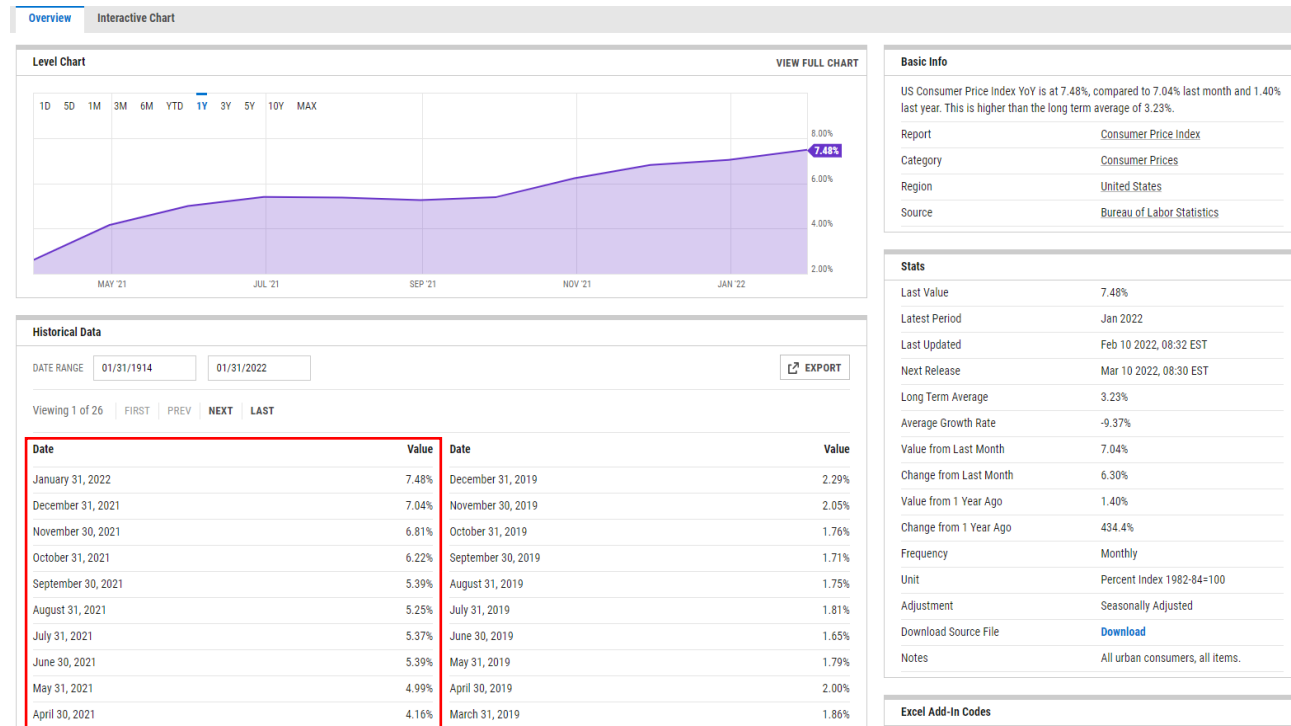 Overview Interactive Chart
Level Chart VIEW FULL CHART
1D 5D 1M 3M 6M YTD 1Y 3Y 5Y 10Y MAX
8.00%
7.48%
6.00%
4.00%
2.00%
MAY '21 JUL '21 SEP '21 NOV '21 JAN '22
Historical Data
DATE RANGE 01/31/1914 01/31/2022 EXPORT
Viewing 1 of 26 FIRST PREV NEXT LAST
Date Value Date Value
January 31, 2022 7.48% December 31, 2019 2.29%
December 31, 2021 7.04% November 30, 2019 2.05%
November 30, 2021 6.81% October 31, 2019 1.76%
October 31, 2021 6.22% September 30, 2019 1.71%
September 30, 2021 5.39% August 31, 2019 1.75%
August 31, 2021 5.25% July 31, 2019 1.81%
July 31, 2021 5.37% June 30, 2019 1.65%
June 30, 2021 5.39% May 31, 2019 1.79%
May 31, 2021 4.99% April 30, 2019 2.00%
April 30, 2021 4.16% March 31, 2019 1.86%
Basic Info
US Consumer Price Index YoY is at 7.48%, compared to 7.04% last month and 1.40%
last year. This is higher than the long term average of 3.23%.
Report Consumer Price Index
Category Consumer Prices
Region United States
Source Bureau of Labor Statistics
Stats
Last Value 7.48%
Latest Period Jan 2022
Last Updated Feb 10 2022, 08:32 EST
Next Release Mar 10 2022, 08:30 EST
Long Term Average 3.23%
Average Growth Rate -9.37%
Value from Last Month 7.04%
Change from Last Month 6.30%
Value from 1 Year Ago 1.40%
Change from 1 Year Ago 434.4%
Frequency Monthly
Unit Percent Index 1982-84=100
Adjustment Seasonally Adjusted
Download Source File Download
Notes All urban consumers, all items.
Excel Add-In Codes